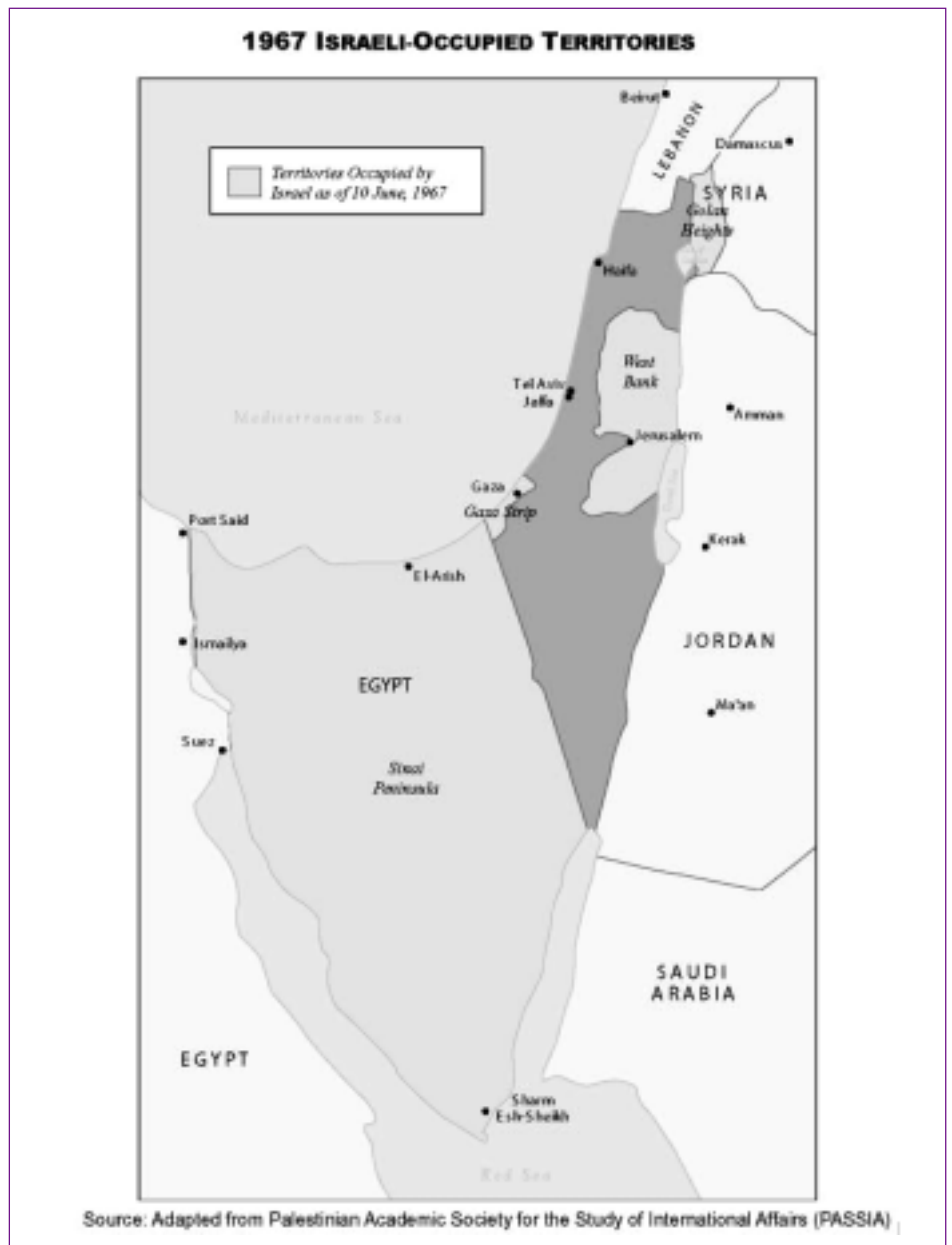 1967 ISRAELI-OCCUPIED TERRITORIES
Beirut
LEBANON
Damascus
Territories Occupied by
Israel as of 10 June, 1967
SYRIA
Golan
Heights
Haifa
West
Bank
Tel Aviv
Jaffa
Amman
Mediterranean Sea
Jerusalem
Gaza
Gaza Strip
Dead Sea
Port Said
Kerak
El-Arish
Ismailya
JORDAN
EGYPT
Ma'an
Suez
Sinai
Peninsula
SAUDI
ARABIA
EGYPT
Sharm
Esh-Sheikh
Red Sea
Source: Adapted from Palestinian Academic Society for the Study of International Affairs (PASSIA)